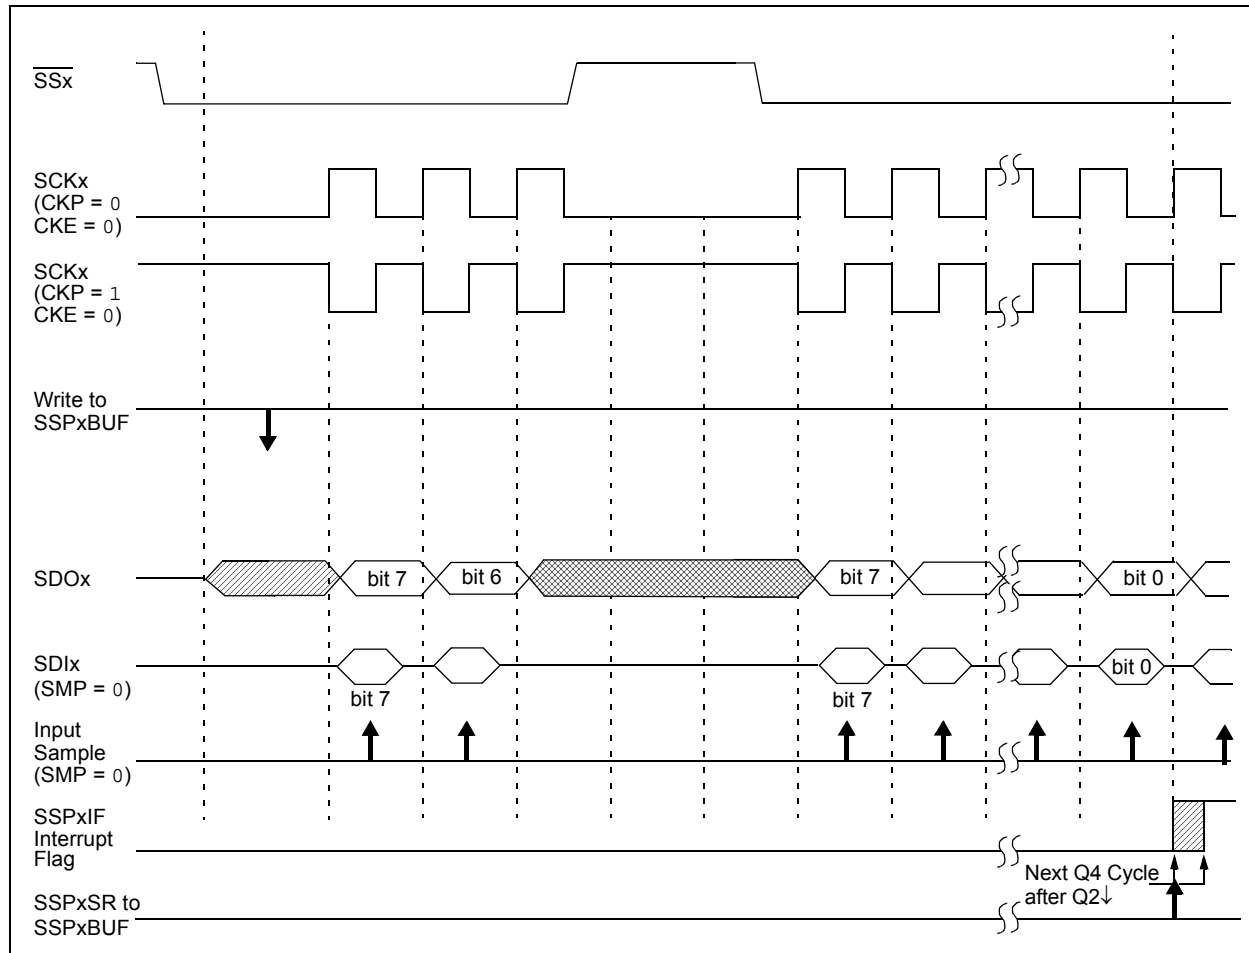 SSx
SCKx
(CKP = 0
CKE = 0)
SCKx
(CKP = 1
CKE = 0)
Write to
SSPxBUF
SDOx
bit 7
bit 6
bit 7
bit 0
SDIx
(SMP = 0)
bit 7
bit 7
bit 0
Input
Sample
(SMP = 0)
SSPxIF
Interrupt
Flag
Next Q4 Cycle
after Q2↓
SSPxSR to
SSPxBUF